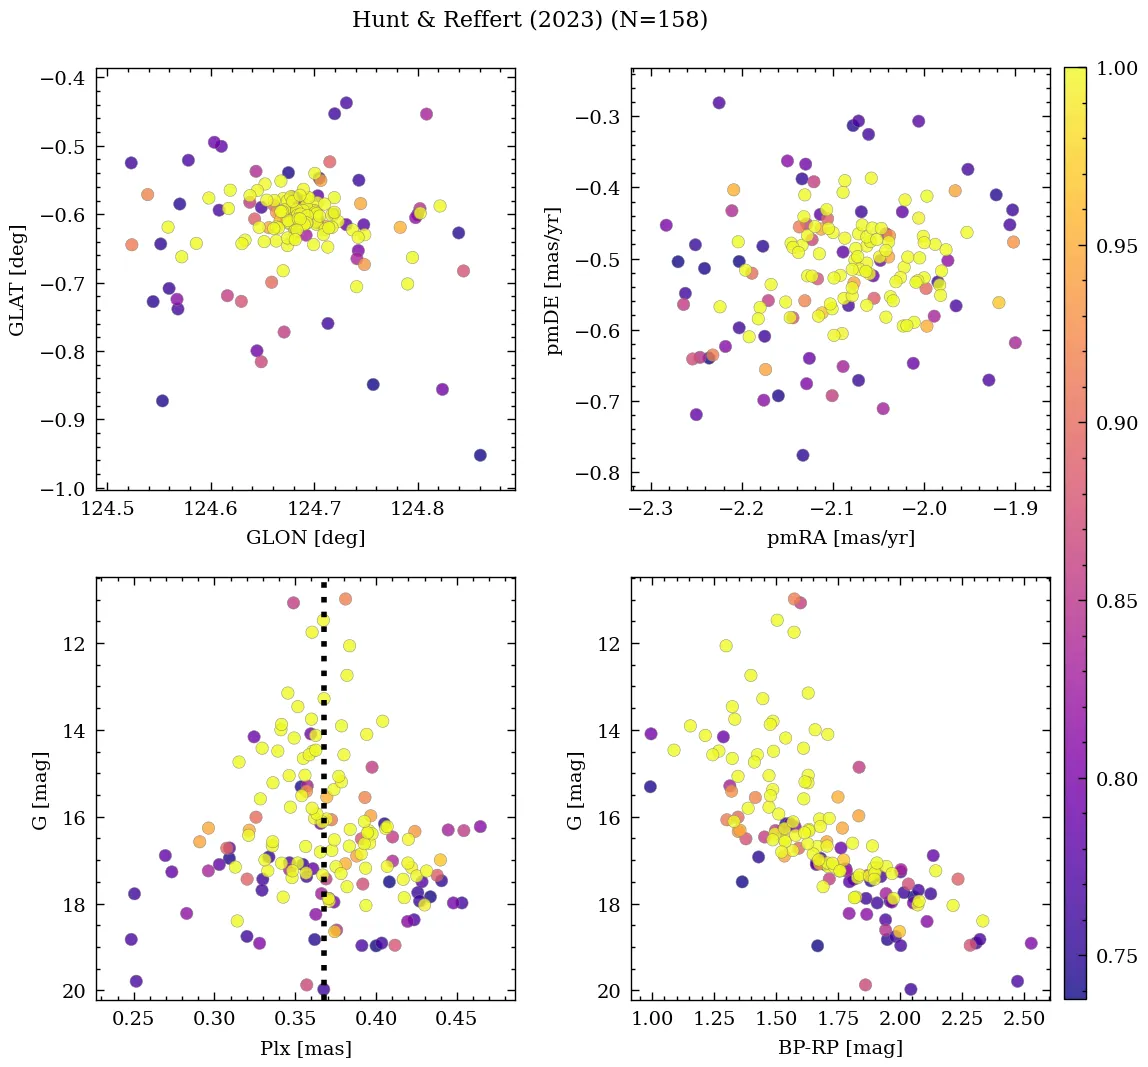 Hunt & Reffert (2023) (N=158)
−0.4
−0.5
−0.6
−0.7
−0.8
−0.9
−1.0
GLAT [deg]
124.5 124.6 124.7 124.8
GLON [deg]
−0.3
−0.4
−0.5
−0.6
−0.7
−0.8
pmDE [mas/yr]
−2.3 −2.2 −2.1 −2.0 −1.9
pmRA [mas/yr]
1.00
0.95
0.90
0.85
0.80
0.75
12
14
16
18
20
G [mag]
0.25 0.30 0.35 0.40 0.45
Plx [mas]
12
14
16
18
20
G [mag]
1.00 1.25 1.50 1.75 2.00 2.25 2.50
BP-RP [mag]